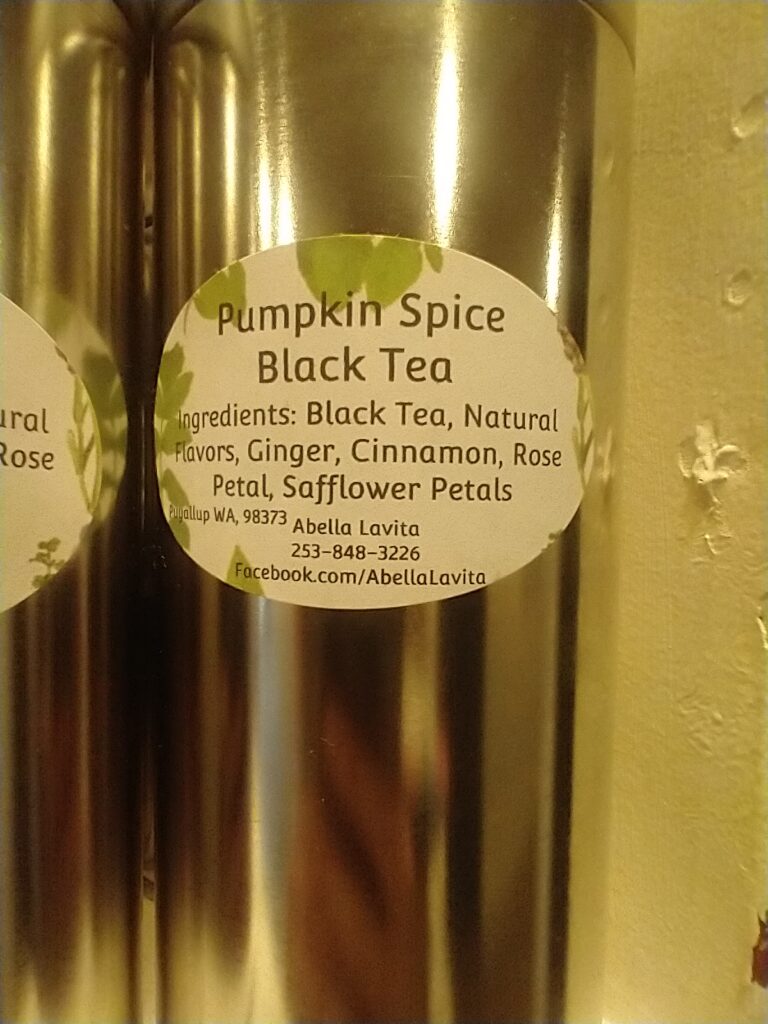 Pumpkin Spice
Black Tea
Ingredients: Black Tea, Natural
Flavors, Ginger, Cinnamon, Rose
Petal, Safflower Petals
Puyallup WA, 98373 Abella Lavita
253-848-3226
Facebook.com/AbellaLavita
ural
Rose